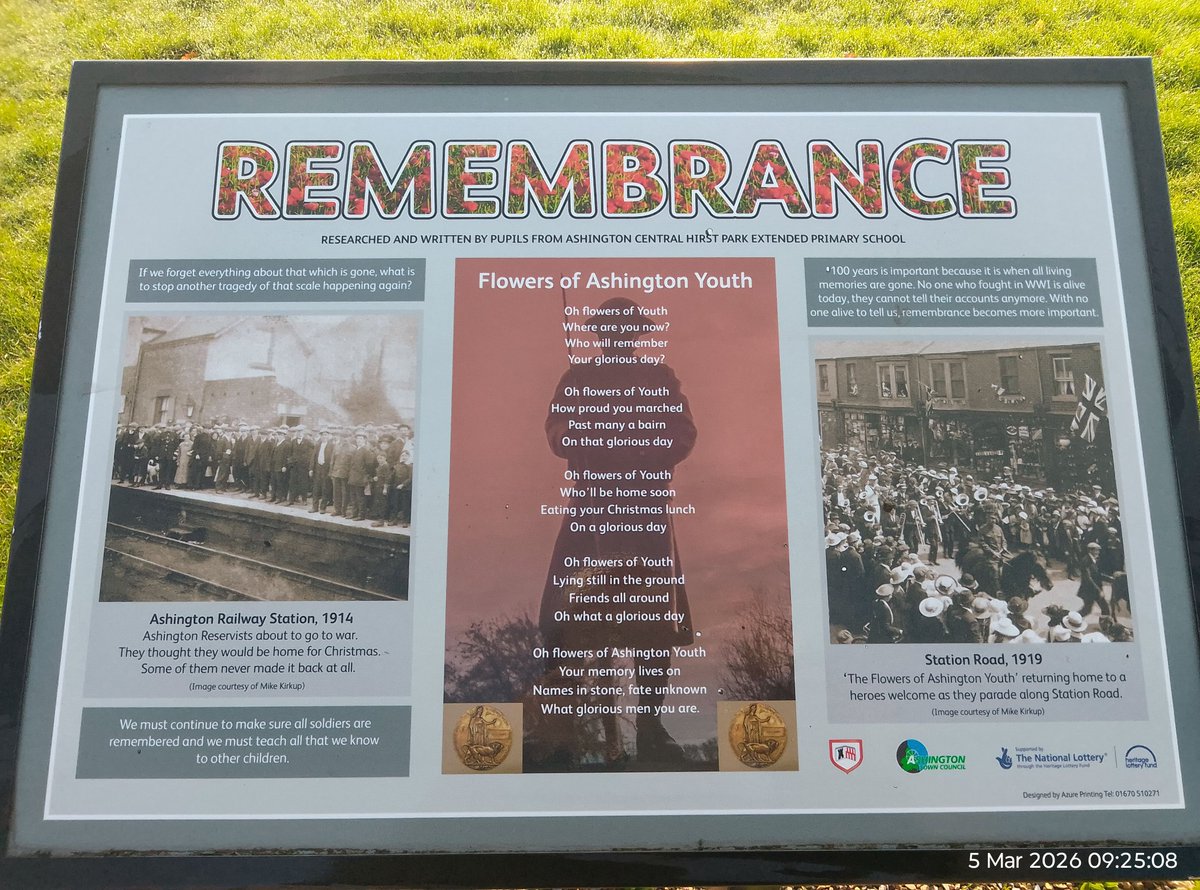 REMEMBRANCE
RESEARCHED AND WRITTEN BY PUPILS FROM ASHINGTON CENTRAL HIRST PARK EXTENDED PRIMARY SCHOOL
If we forget everything about that which is gone, what is
to stop another tragedy of that scale happening again?
Ashington Railway Station, 1914
Ashington Reservists about to go to war.
They thought they would be home for Christmas.
Some of them never made it back at all.
(Image courtesy of Mike Kirkup)
We must continue to make sure all soldiers are
remembered and we must teach all that we know
to other children.
Flowers of Ashington Youth
Oh flowers of Youth
Where are you now?
Who will remember
Your glorious day?
Oh flowers of Youth
How proud you marched
Past many a bairn
On that glorious day
Oh flowers of Youth
Who'll be home soon
Eating your Christmas lunch
On a glorious day
Oh flowers of Youth
Lying still in the ground
Friends all around
Oh what a glorious day
Oh flowers of Ashington Youth
Your memory lives on
Names in stone, fate unknown
What glorious men you are.
100 years is important because it is when all living
memories are gone. No one who fought in WWI is alive
today, they cannot tell their accounts anymore. With no
one alive to tell us, remembrance becomes more important.
Station Road, 1919
'The Flowers of Ashington Youth' returning home to a
heroes welcome as they parade along Station Road.
(Image courtesy of Mike Kirkup)
ASHINGTON
TOWN COUNCIL
Supported by
The National Lottery®
through the Heritage Lottery Fund
heritage
lottery fund
Designed by Azure Printing Tel: 01670 510271
5 Mar 2026 09:25:08